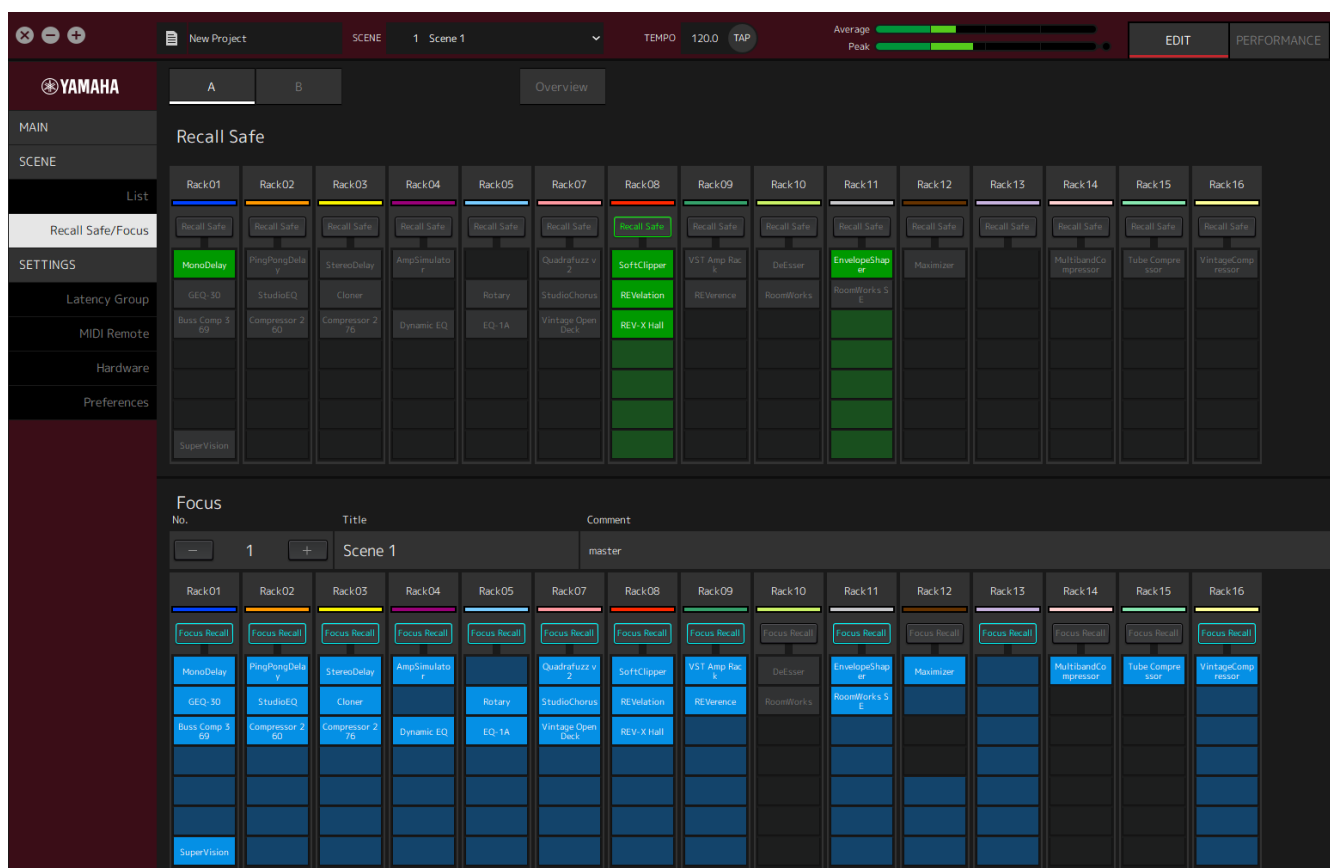 New Project SCENE 1 Scene 1 TEMPO 120.0 TAP Average Peak EDIT PERFORMANCE
YAMAHA
A B Overview
MAIN
SCENE
List
Recall Safe/Focus
SETTINGS
Latency Group
MIDI Remote
Hardware
Preferences
Recall Safe
Rack01 Rack02 Rack03 Rack04 Rack05 Rack07 Rack08 Rack09 Rack10 Rack11 Rack12 Rack13 Rack14 Rack15 Rack16
Recall Safe Recall Safe Recall Safe Recall Safe Recall Safe Recall Safe Recall Safe Recall Safe Recall Safe Recall Safe Recall Safe Recall Safe Recall Safe Recall Safe Recall Safe
MonoDelay PingPongDelay StereoDelay AmpSimulator Quadrafuzz v2 SoftClipper VST Amp Rack DeEsser EnvelopeShaper Maximizer MultibandCompressor Tube Compressor VintageCompressor
GEQ-30 StudioEQ Cloner Rotary StudioChorus REVelation REVerence RoomWorks RoomWorks SE
Buss Comp 369 Compressor 260 Compressor 276 Dynamic EQ EQ-1A Vintage Open Deck REV-X Hall
SuperVision
Focus
No. Title Comment
− 1 + Scene 1 master
Rack01 Rack02 Rack03 Rack04 Rack05 Rack07 Rack08 Rack09 Rack10 Rack11 Rack12 Rack13 Rack14 Rack15 Rack16
Focus Recall Focus Recall Focus Recall Focus Recall Focus Recall Focus Recall Focus Recall Focus Recall Focus Recall Focus Recall Focus Recall Focus Recall Focus Recall Focus Recall Focus Recall
MonoDelay PingPongDelay StereoDelay AmpSimulator Quadrafuzz v2 SoftClipper VST Amp Rack DeEsser EnvelopeShaper Maximizer MultibandCompressor Tube Compressor VintageCompressor
GEQ-30 StudioEQ Cloner Rotary StudioChorus REVelation REVerence RoomWorks RoomWorks SE
Buss Comp 369 Compressor 260 Compressor 276 Dynamic EQ EQ-1A Vintage Open Deck REV-X Hall
SuperVision